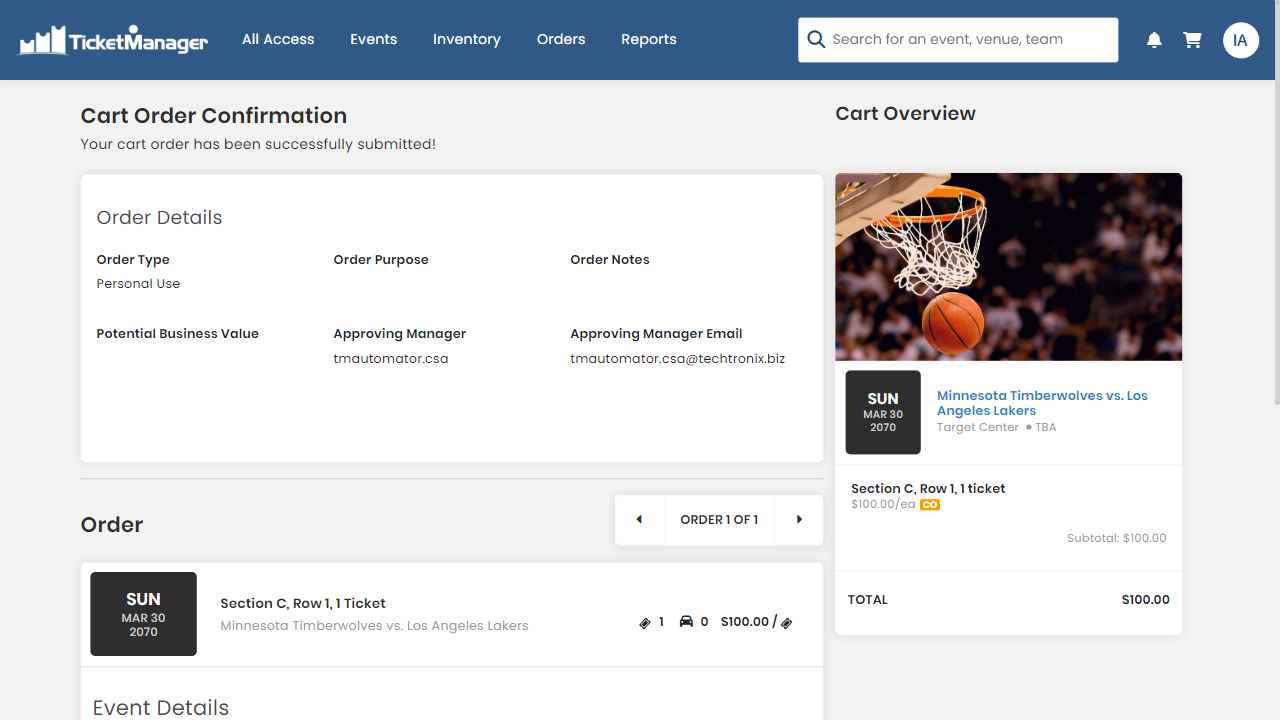 TicketManager
All Access
Events
Inventory
Orders
Reports
Search for an event, venue, team
IA
Cart Order Confirmation
Your cart order has been successfully submitted!
Order Details
Order Type
Order Purpose
Order Notes
Personal Use
Potential Business Value
Approving Manager
Approving Manager Email
tmautomator.csa
tmautomator.csa@techtronix.biz
Order
ORDER 1 OF 1
SUN
MAR 30
2070
Section C, Row 1, 1 Ticket
Minnesota Timberwolves vs. Los Angeles Lakers
1
0
$100.00 /
Event Details
Cart Overview
SUN
MAR 30
2070
Minnesota Timberwolves vs. Los
Angeles Lakers
Target Center ● TBA
Section C, Row 1, 1 ticket
$100.00/ea CO
Subtotal: $100.00
TOTAL
$100.00